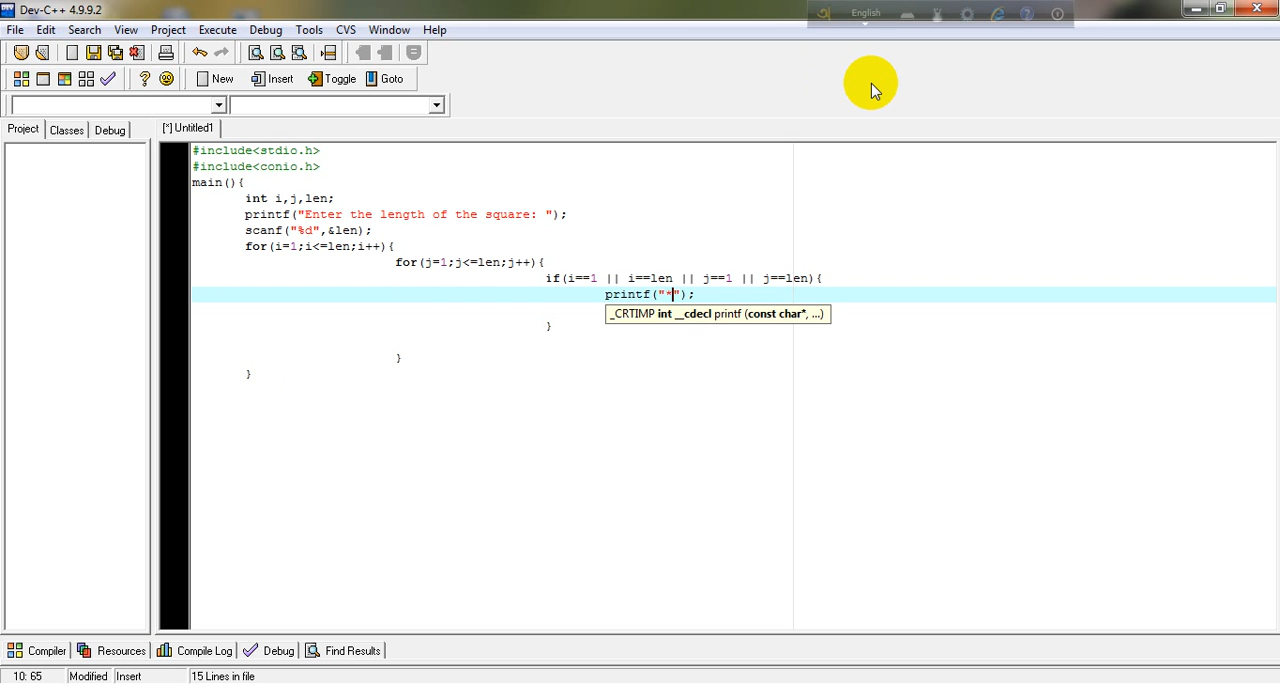 Dev-C++ 4.9.9.2
English
File Edit Search View Project Execute Debug Tools CVS Window Help
New Insert Toggle Goto
Project Classes Debug
[*] Untitled1
#include<stdio.h>
#include<conio.h>
main(){
int i,j,len;
printf("Enter the length of the square: ");
scanf("%d",&len);
for(i=1;i<=len;i++){
for(j=1;j<=len;j++){
if(i==1 || i==len || j==1 || j==len){
printf("*");
_CRTIMP int __cdecl printf (const char*, ...)
}
}
}
Compiler Resources Compile Log Debug Find Results
10: 65 Modified Insert 15 Lines in file